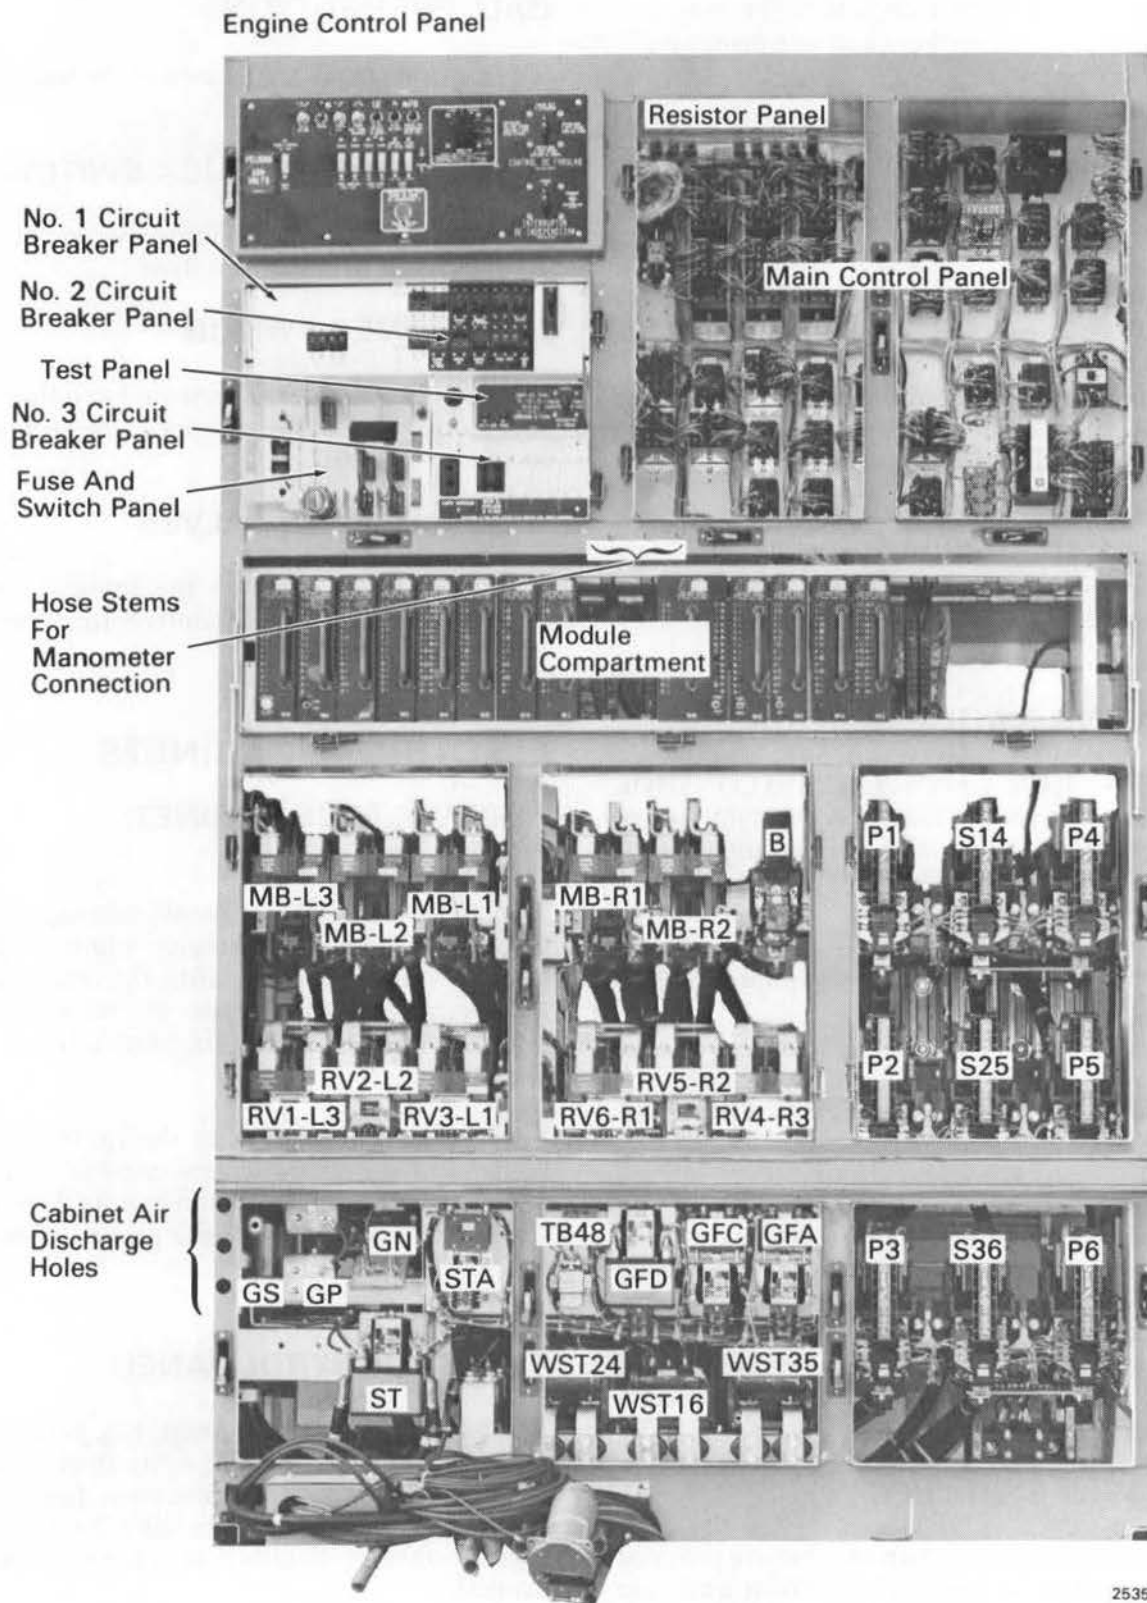 Engine Control Panel
Resistor Panel
Main Control Panel
No. 1 Circuit
Breaker Panel
No. 2 Circuit
Breaker Panel
Test Panel
No. 3 Circuit
Breaker Panel
Fuse And
Switch Panel
Hose Stems
For
Manometer
Connection
Module
Compartment
MB-L3
MB-L2
MB-L1
MB-R1
MB-R2
B
P1
S14
P4
RV1-L3
RV2-L2
RV3-L1
RV6-R1
RV5-R2
RV4-R3
P2
S25
P5
Cabinet Air
Discharge
Holes
GS
GP
GN
STA
ST
TB48
GFD
GFC
GFA
WST24
WST16
WST35
P3
S36
P6
2535